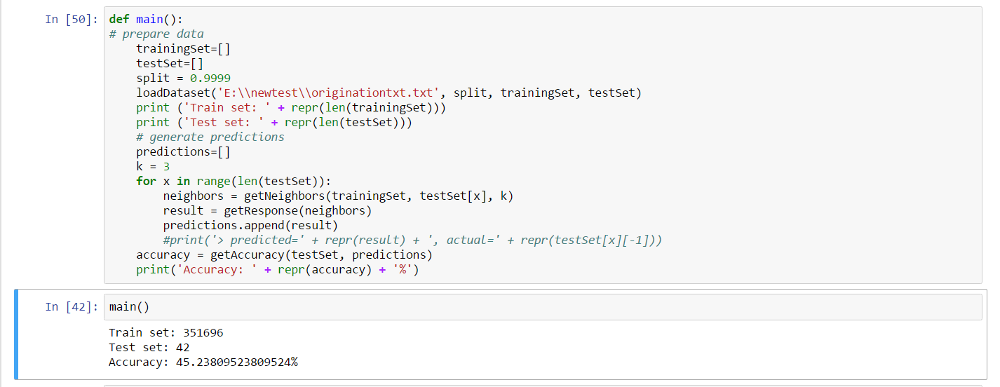 In [50]: def main():
# prepare data
    trainingSet=[]
    testSet=[]
    split = 0.9999
    loadDataset('E:\\newtest\\originationtxt.txt', split, trainingSet, testSet)
    print ('Train set: ' + repr(len(trainingSet)))
    print ('Test set: ' + repr(len(testSet)))
    # generate predictions
    predictions=[]
    k = 3
    for x in range(len(testSet)):
        neighbors = getNeighbors(trainingSet, testSet[x], k)
        result = getResponse(neighbors)
        predictions.append(result)
        #print('> predicted=' + repr(result) + ', actual=' + repr(testSet[x][-1]))
    accuracy = getAccuracy(testSet, predictions)
    print('Accuracy: ' + repr(accuracy) + '%')
In [42]: main()
Train set: 351696
Test set: 42
Accuracy: 45.23809523809524%